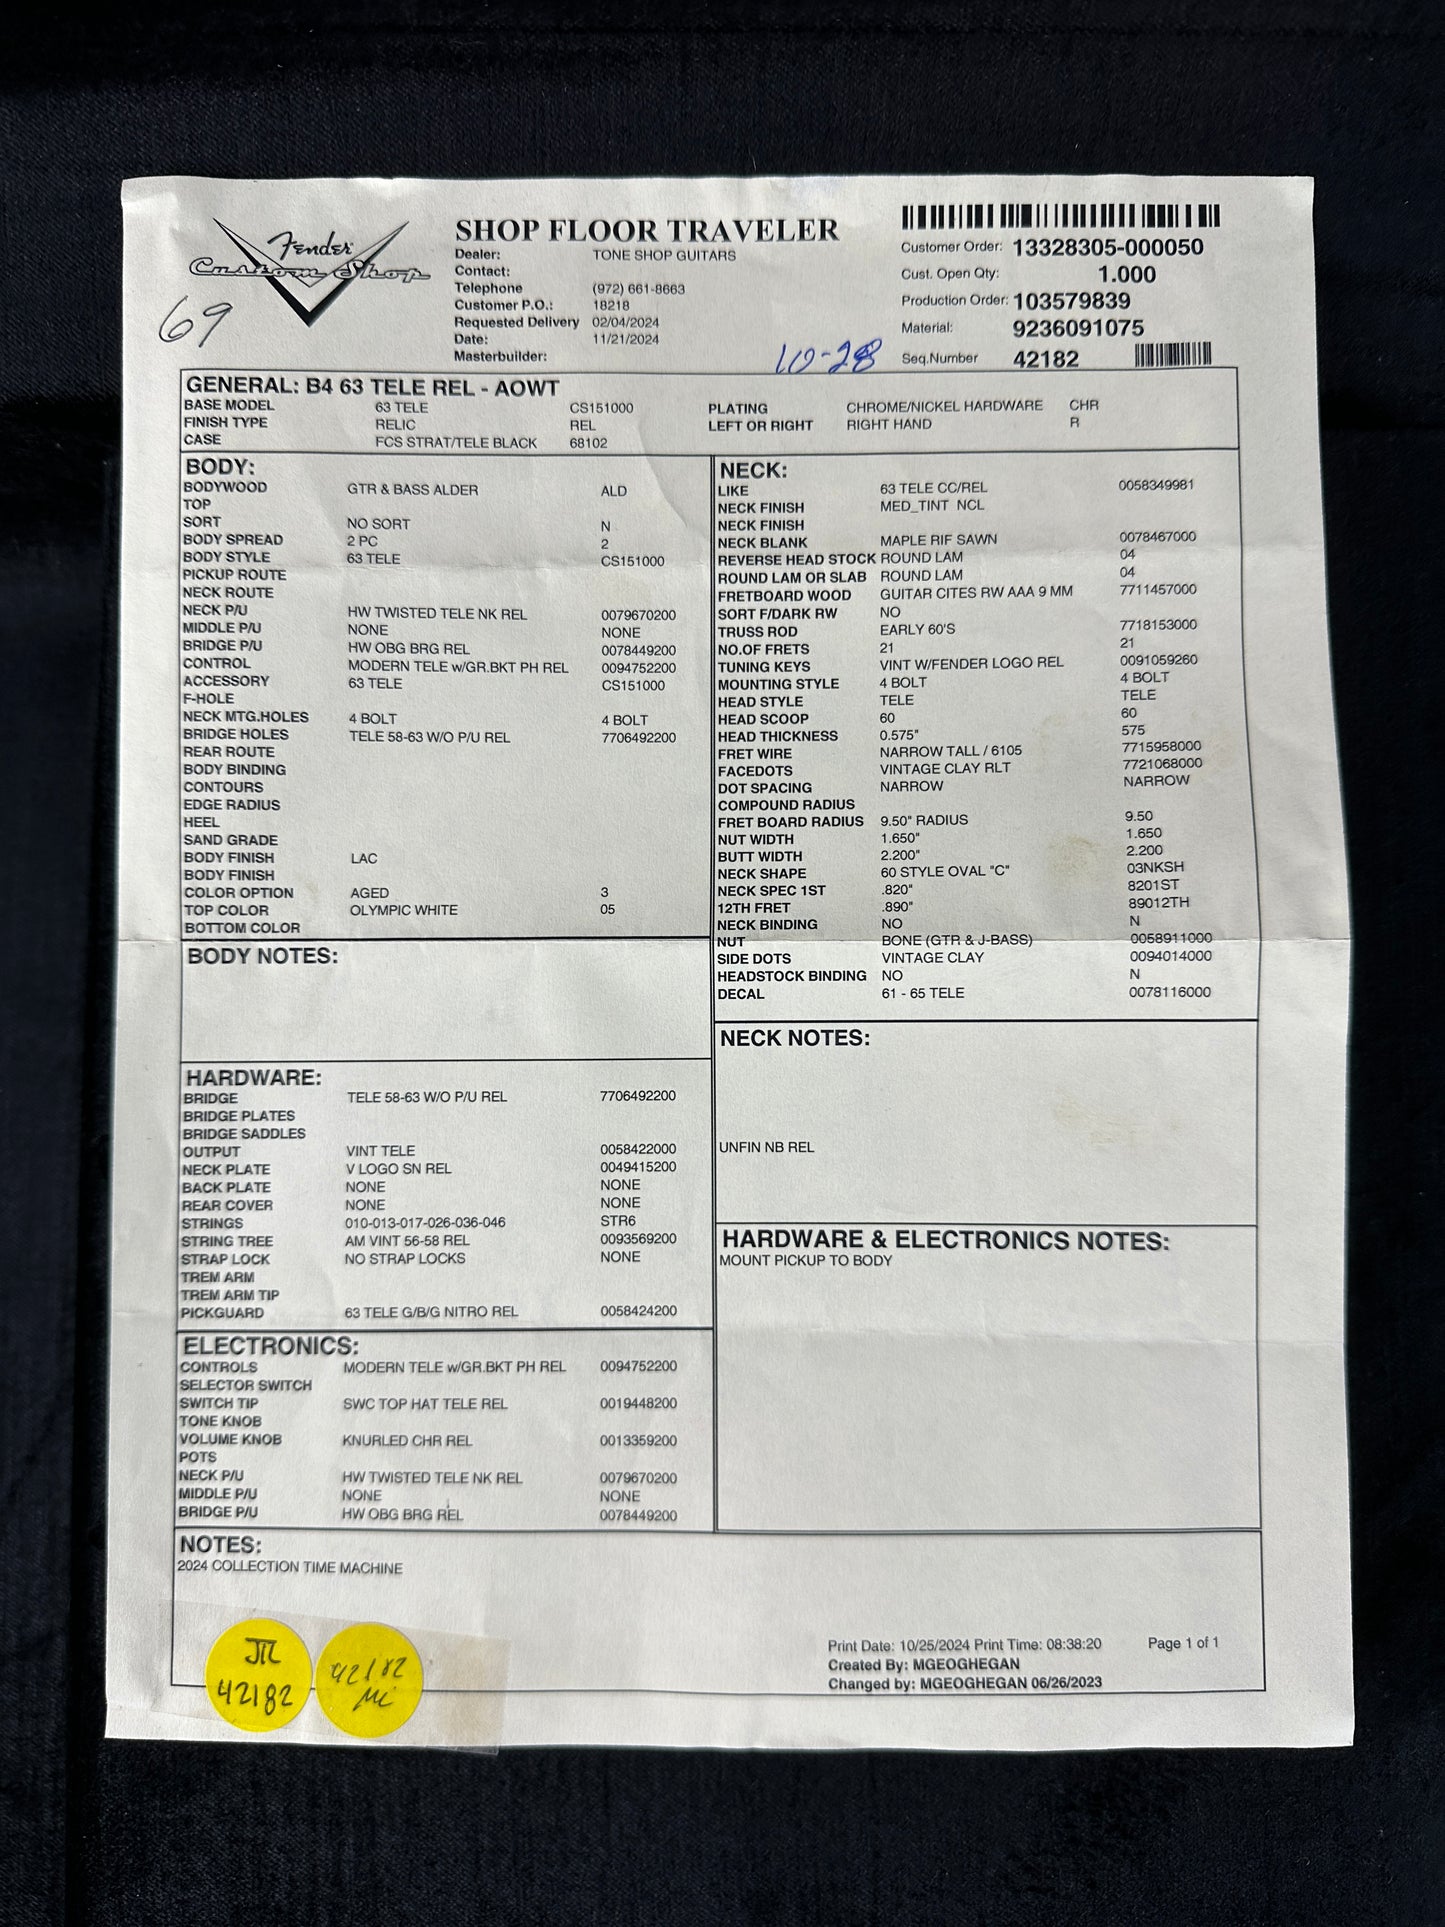 Fender
Custom Shop
69
SHOP FLOOR TRAVELER
Dealer: TONE SHOP GUITARS
Contact:
Telephone (972) 661-8663
Customer P.O.: 18218
Requested Delivery 02/04/2024
Date: 11/21/2024
Masterbuilder:
10-28
Customer Order: 13328305-000050
Cust. Open Qty: 1.000
Production Order: 103579839
Material: 9236091075
Seq.Number 42182
GENERAL: B4 63 TELE REL - AOWT
BASE MODEL 63 TELE CS151000 PLATING CHROME/NICKEL HARDWARE CHR
FINISH TYPE RELIC REL LEFT OR RIGHT RIGHT HAND R
CASE FCS STRAT/TELE BLACK 68102
BODY:
BODYWOOD GTR & BASS ALDER ALD
TOP
SORT NO SORT N
BODY SPREAD 2 PC 2
BODY STYLE 63 TELE CS151000
PICKUP ROUTE
NECK ROUTE
NECK P/U HW TWISTED TELE NK REL 0079670200
MIDDLE P/U NONE NONE
BRIDGE P/U HW OBG BRG REL 0078449200
CONTROL MODERN TELE w/GR.BKT PH REL 0094752200
ACCESSORY 63 TELE CS151000
F-HOLE
NECK MTG.HOLES 4 BOLT 4 BOLT
BRIDGE HOLES TELE 58-63 W/O P/U REL 7706492200
REAR ROUTE
BODY BINDING
CONTOURS
EDGE RADIUS
HEEL
SAND GRADE
BODY FINISH LAC
BODY FINISH
COLOR OPTION AGED 3
TOP COLOR OLYMPIC WHITE 05
BOTTOM COLOR
BODY NOTES:
HARDWARE:
BRIDGE TELE 58-63 W/O P/U REL 7706492200
BRIDGE PLATES
BRIDGE SADDLES
OUTPUT VINT TELE 0058422000
NECK PLATE V LOGO SN REL 0049415200
BACK PLATE NONE NONE
REAR COVER NONE NONE
STRINGS 010-013-017-026-036-046 STR6
STRING TREE AM VINT 56-58 REL 0093569200
STRAP LOCK NO STRAP LOCKS NONE
TREM ARM
TREM ARM TIP
PICKGUARD 63 TELE G/B/G NITRO REL 0058424200
ELECTRONICS:
CONTROLS MODERN TELE w/GR.BKT PH REL 0094752200
SELECTOR SWITCH
SWITCH TIP SWC TOP HAT TELE REL 0019448200
TONE KNOB
VOLUME KNOB KNURLED CHR REL 0013359200
POTS
NECK P/U HW TWISTED TELE NK REL 0079670200
MIDDLE P/U NONE NONE
BRIDGE P/U HW OBG BRG REL 0078449200
NECK:
LIKE 63 TELE CC/REL 0058349981
NECK FINISH MED_TINT NCL
NECK FINISH
NECK BLANK MAPLE RIF SAWN 0078467000
REVERSE HEAD STOCK ROUND LAM 04
ROUND LAM OR SLAB ROUND LAM 04
FRETBOARD WOOD GUITAR CITES RW AAA 9 MM 7711457000
SORT F/DARK RW NO
TRUSS ROD EARLY 60'S 7718153000
NO.OF FRETS 21 21
TUNING KEYS VINT W/FENDER LOGO REL 0091059260
MOUNTING STYLE 4 BOLT 4 BOLT
HEAD STYLE TELE TELE
HEAD SCOOP 60 60
HEAD THICKNESS 0.575" 575
FRET WIRE NARROW TALL / 6105 7715958000
FACEDOTS VINTAGE CLAY RLT 7721068000
DOT SPACING NARROW NARROW
COMPOUND RADIUS
FRET BOARD RADIUS 9.50" RADIUS 9.50
NUT WIDTH 1.650" 1.650
BUTT WIDTH 2.200" 2.200
NECK SHAPE 60 STYLE OVAL "C" 03NKSH
NECK SPEC 1ST .820" 8201ST
12TH FRET .890" 89012TH
NECK BINDING NO N
NUT BONE (GTR & J-BASS) 0058911000
SIDE DOTS VINTAGE CLAY 0094014000
HEADSTOCK BINDING NO N
DECAL 61 - 65 TELE 0078116000
NECK NOTES:
UNFIN NB REL
HARDWARE & ELECTRONICS NOTES:
MOUNT PICKUP TO BODY
NOTES:
2024 COLLECTION TIME MACHINE
42182
42182
Print Date: 10/25/2024 Print Time: 08:38:20 Page 1 of 1
Created By: MGEOGHEGAN
Changed by: MGEOGHEGAN 06/26/2023